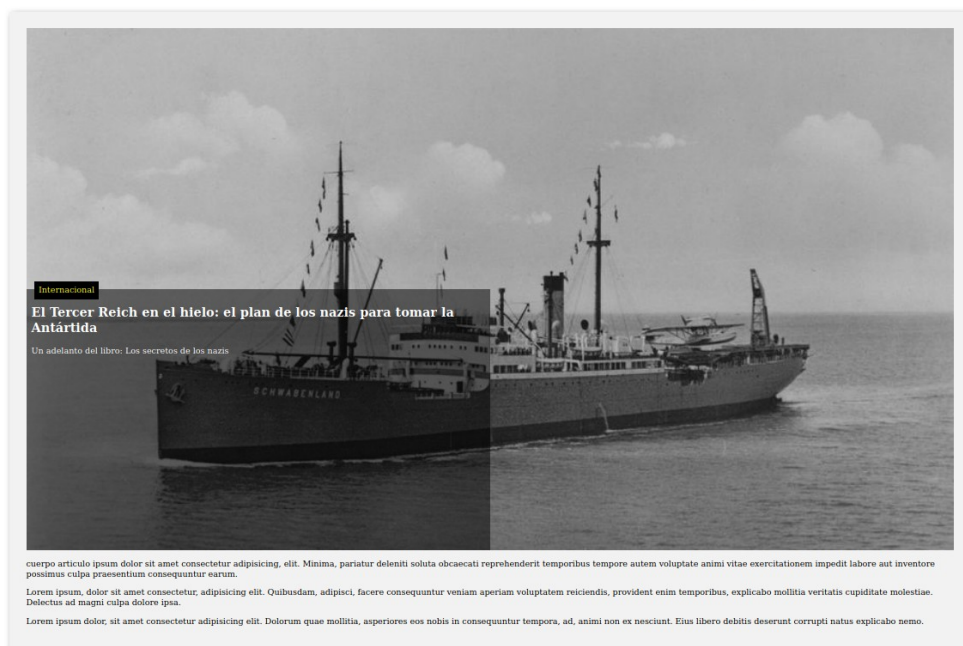 Internacional
El Tercer Reich en el hielo: el plan de los nazis para tomar la
Antártida
Un adelanto del libro: Los secretos de los nazis
SCHWABENLAND
cuerpo articulo ipsum dolor sit amet consectetur adipisicing, elit. Minima, pariatur deleniti soluta obcaecati reprehenderit temporibus tempore autem voluptate animi vitae exercitationem impedit labore aut inventore
possimus culpa praesentium consequuntur earum.
Lorem ipsum, dolor sit amet consectetur, adipisicing elit. Quibusdam, adipisci, facere consequuntur veniam aperiam voluptatem reiciendis, provident enim temporibus, explicabo mollitia veritatis cupiditate molestiae.
Delectus ad magni culpa dolore ipsa.
Lorem ipsum dolor, sit amet consectetur adipisicing elit. Dolorum quae mollitia, asperiores eos nobis in consequuntur tempora, ad, animi non ex nesciunt. Eius libero debitis deserunt corrupti natus explicabo nemo.